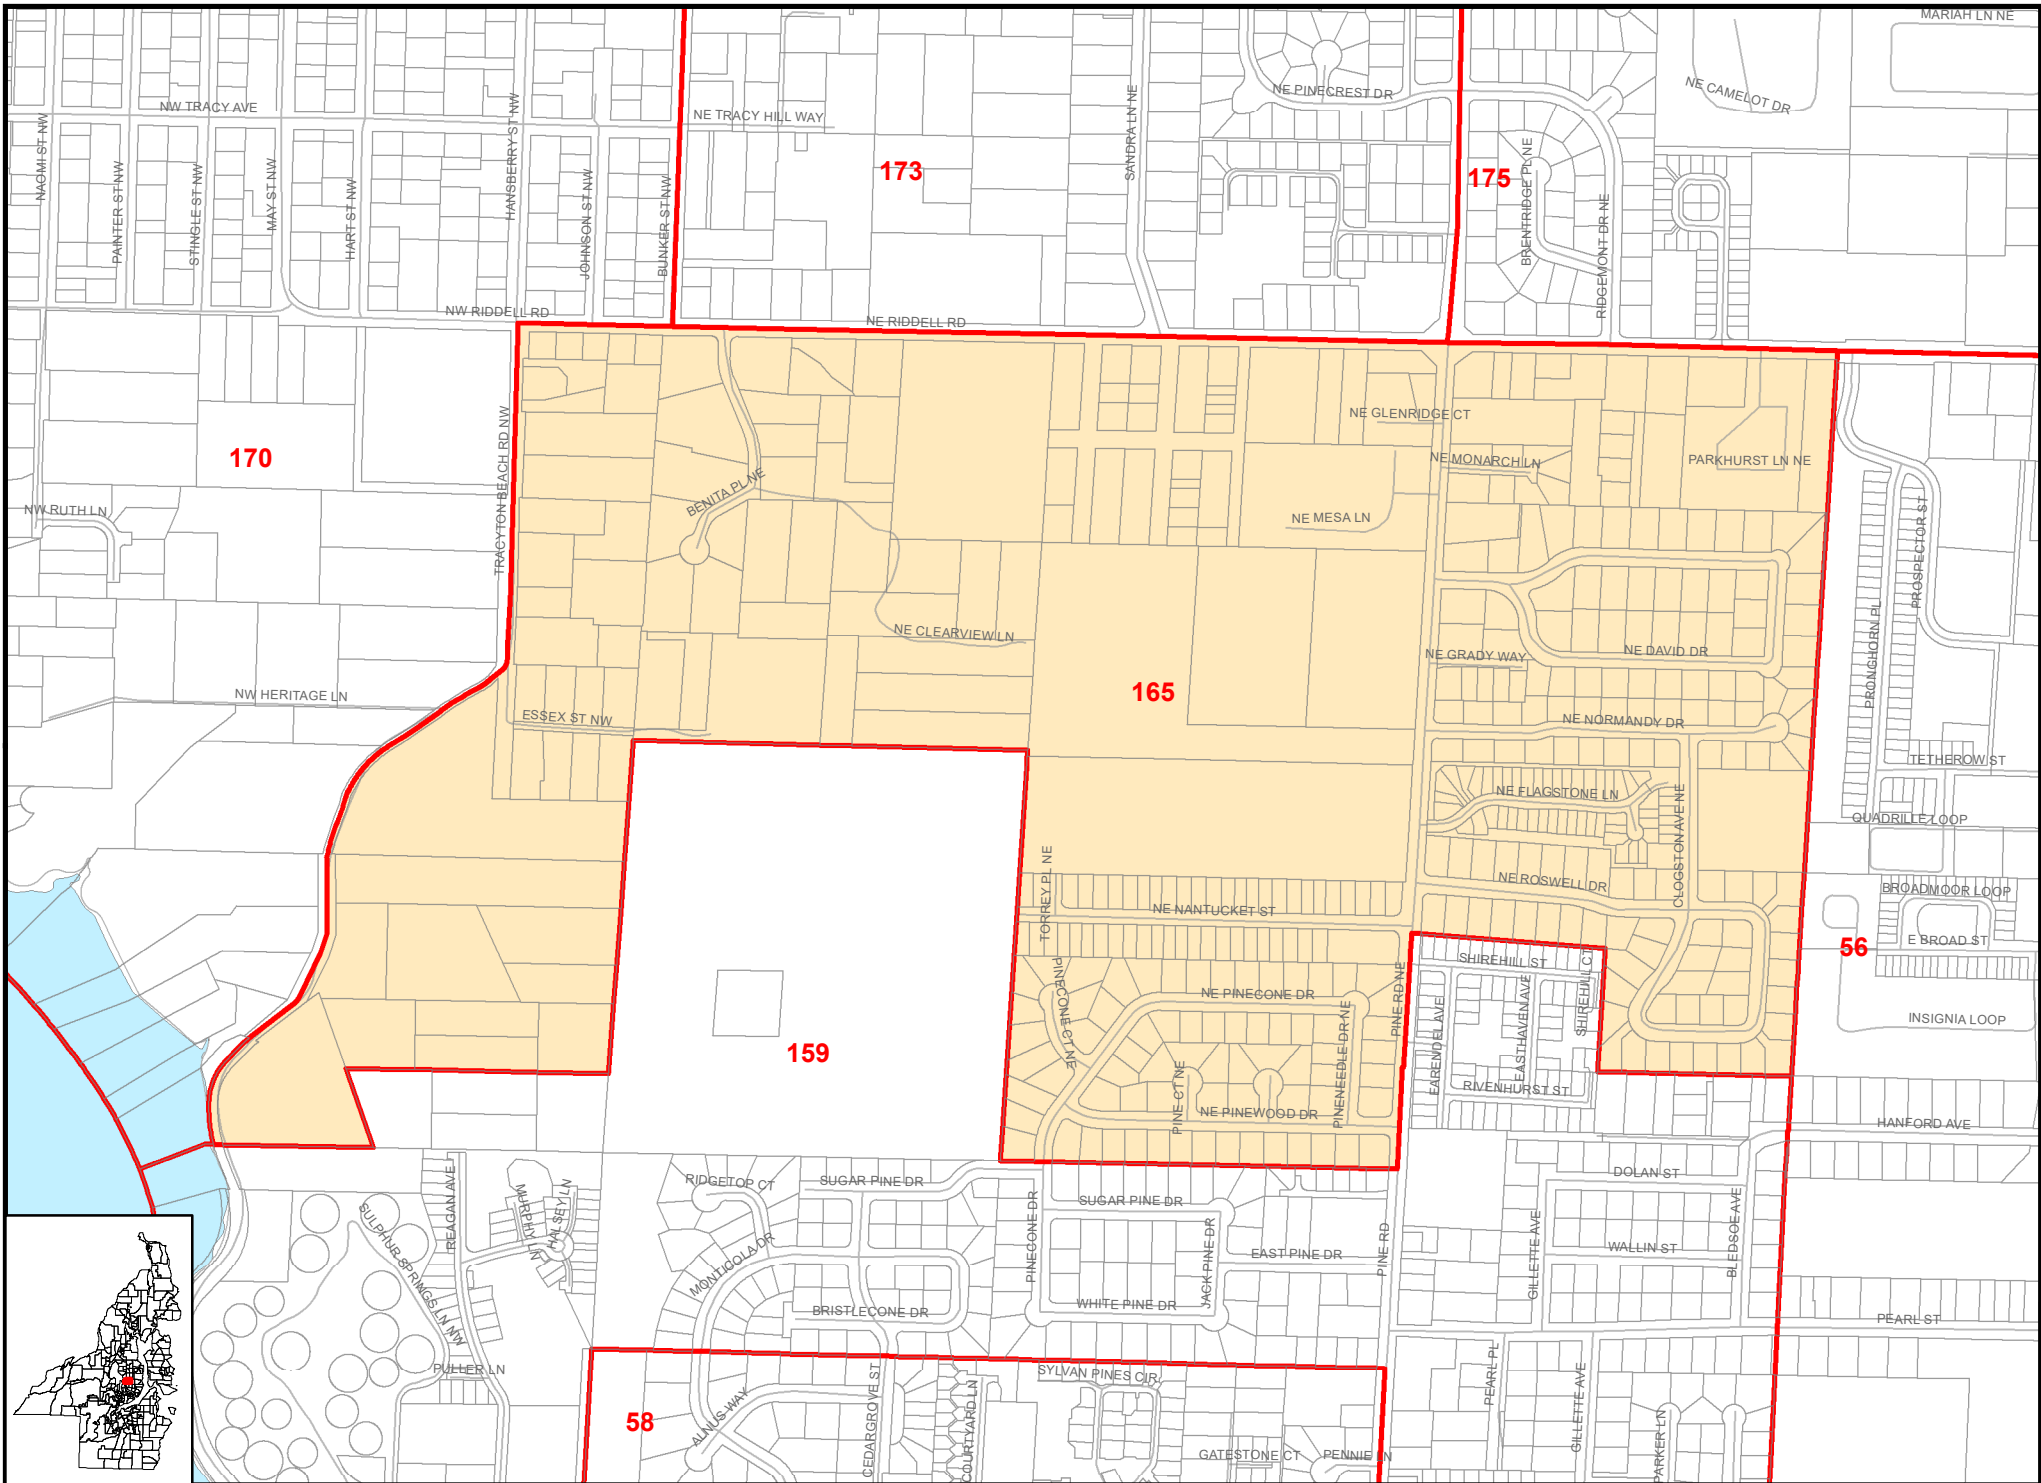 MARIAH LN NE
NE CAMELOT DR
NE PINECREST DR
NW TRACY AVE
NE TRACY HILL WAY
NAOMI ST NW
PAINTER ST NW
STINGLE ST NW
MAY ST NW
HART ST NW
HANSBERRY ST NW
JOHNSON ST NW
BUNKER ST NW
SANDRA LN NE
BRENTRIDGE PL NE
RIDGEMONT DR NE
173
175
NW RIDDELL RD
NE RIDDELL RD
NE GLENRIDGE CT
170
TRACYTON BEACH RD NW
BENITA PL NE
NE MONARCH LN
PARKHURST LN NE
NW RUTH LN
NE MESA LN
PROSPECTOR ST
PRONGHORN PL
NE CLEARVIEW LN
NE GRADY WAY
NE DAVID DR
NW HERITAGE LN
165
ESSEX ST NW
NE NORMANDY DR
TETHEROW ST
NE FLAGSTONE LN
CLOGSTON AVE NE
QUADRILLE LOOP
TORREY PL NE
NE ROSWELL DR
BROADMOOR LOOP
NE NANTUCKET ST
E BROAD ST
56
PINECONE CT NE
NE PINECONE DR
PINE RD NE
SHIREHILL ST
SHIREHILL CT
EARENDEL AVE
EASTHAVEN AVE
INSIGNIA LOOP
159
PINE CT NE
PINENEEDLE DR NE
RIVENHURST ST
NE PINEWOOD DR
HANFORD AVE
REAGAN AVE
MURPHY LN
HALSEY LN
RIDGETOP CT
SUGAR PINE DR
SUGAR PINE DR
DOLAN ST
SULPHUR SPRINGS LN NW
MONTICOLA DR
PINECONE DR
JACK PINE DR
EAST PINE DR
PINE RD
GILLETTE AVE
WALLIN ST
BLEDSOE AVE
BRISTLECONE DR
WHITE PINE DR
PEARL ST
PULLER LN
SYLVAN PINES CIR
PEARL PL
58
ALNUS WAY
CEDARGROVE ST
COURTYARD LN
GATESTONE CT
PENNIE LN
GILLETTE AVE
PARKER LN